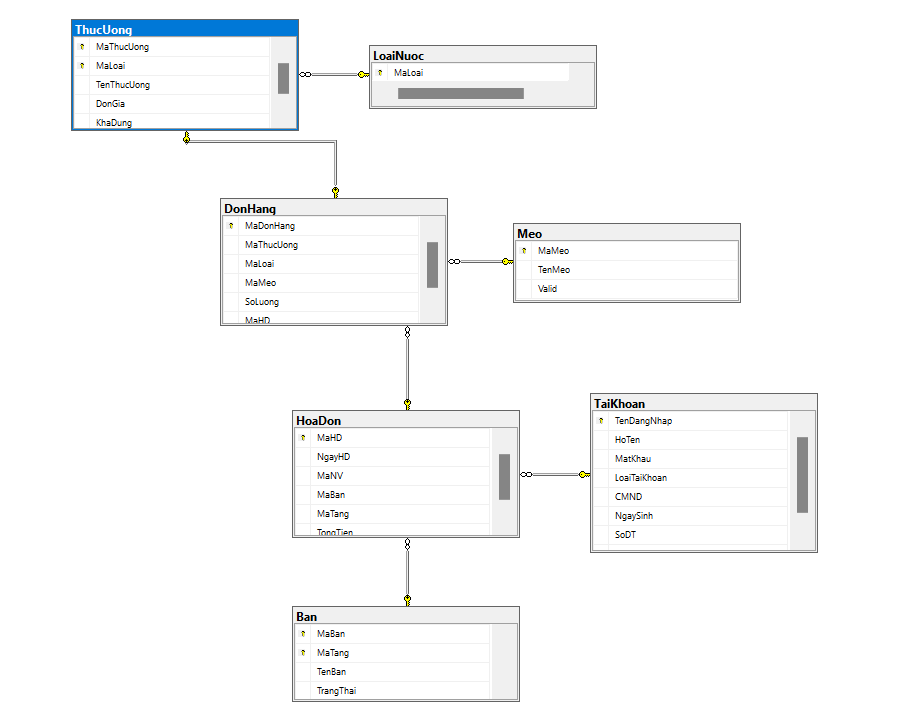 ThucUong
MaThucUong
MaLoai
TenThucUong
DonGia
KhaDung
LoaiNuoc
MaLoai
DonHang
MaDonHang
MaThucUong
MaLoai
MaMeo
SoLuong
MaHD
Meo
MaMeo
TenMeo
Valid
HoaDon
MaHD
NgayHD
MaNV
MaBan
MaTang
TongTien
TaiKhoan
TenDangNhap
HoTen
MatKhau
LoaiTaiKhoan
CMND
NgaySinh
SoDT
Ban
MaBan
MaTang
TenBan
TrangThai